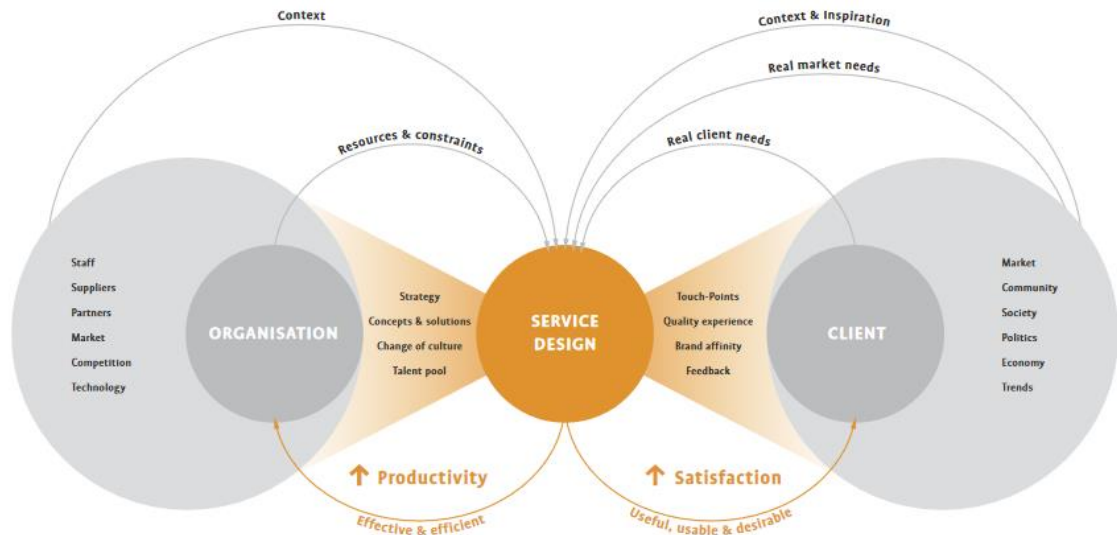 Context
Context & Inspiration
Real market needs
Resources & constraints
Real client needs
Staff
Suppliers
Partners
Market
Competition
Technology
ORGANISATION
Strategy
Concepts & solutions
Change of culture
Talent pool
SERVICE
DESIGN
Touch-Points
Quality experience
Brand affinity
Feedback
CLIENT
Market
Community
Society
Politics
Economy
Trends
↑ Productivity
↑ Satisfaction
Effective & efficient
Useful, usable & desirable